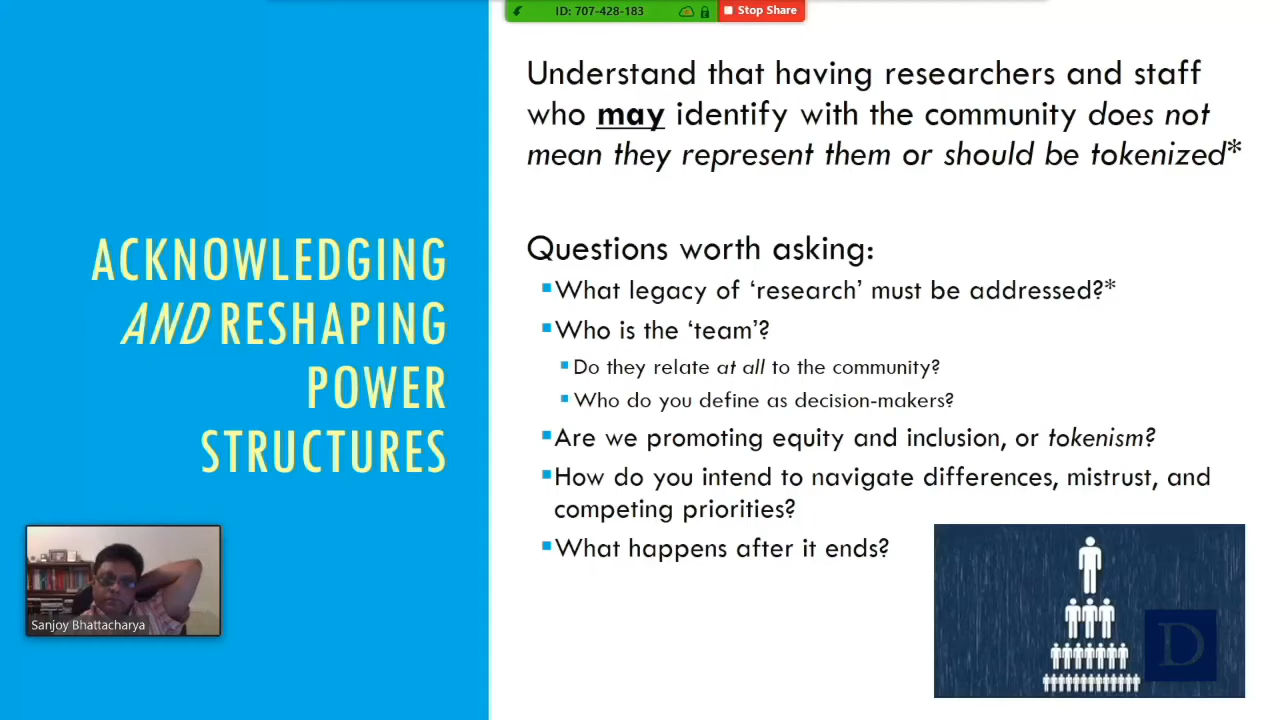 ID: 707-428-183
Stop Share
ACKNOWLEDGING
AND RESHAPING
POWER
STRUCTURES
Understand that having researchers and staff
who may identify with the community does not
mean they represent them or should be tokenized*
Questions worth asking:
What legacy of ‘research’ must be addressed?*
Who is the ‘team’?
Do they relate at all to the community?
Who do you define as decision-makers?
Are we promoting equity and inclusion, or tokenism?
How do you intend to navigate differences, mistrust, and
competing priorities?
What happens after it ends?
Sanjoy Bhattacharya
D